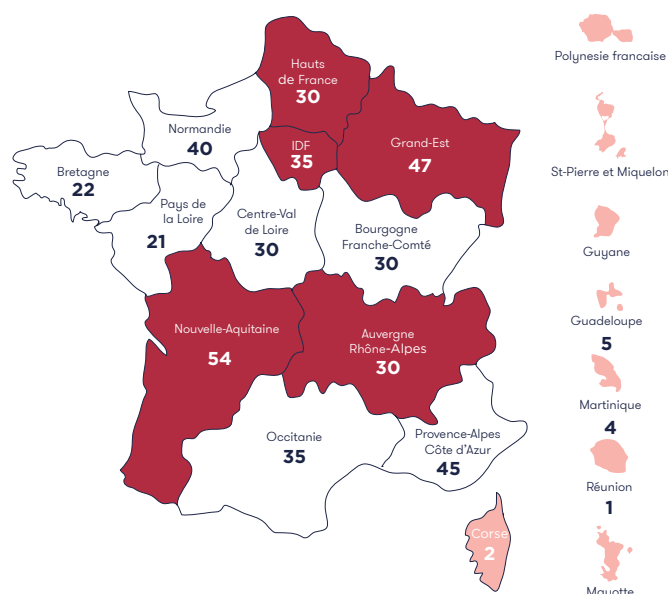 Hauts
de France
30
Normandie
40
IDF
35
Grand-Est
47
Bretagne
22
Pays de
la Loire
21
Centre-Val
de Loire
30
Bourgogne
Franche-Comté
30
Nouvelle-Aquitaine
54
Auvergne
Rhône-Alpes
30
Occitanie
35
Provence-Alpes
Côte d'Azur
45
Corse
2
Polynesie francaise
St-Pierre et Miquelon
Guyane
Guadeloupe
5
Martinique
4
Réunion
1
Mayotte